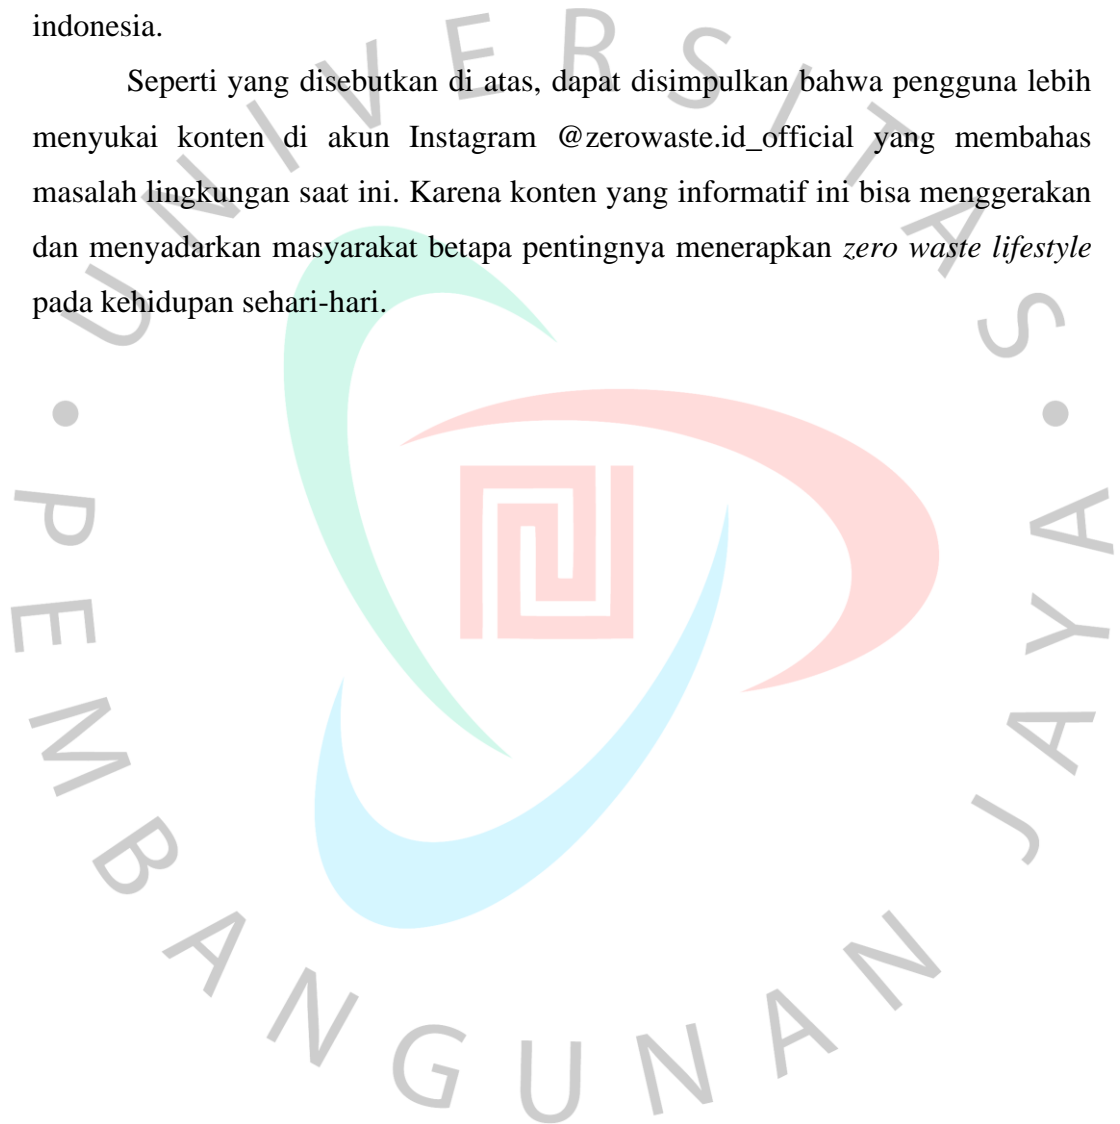 indonesia.
Seperti yang disebutkan di atas, dapat disimpulkan bahwa pengguna lebih
menyukai konten di akun Instagram @zerowaste.id_official yang membahas
masalah lingkungan saat ini. Karena konten yang informatif ini bisa menggerakan
dan menyadarkan masyarakat betapa pentingnya menerapkan zero waste lifestyle
pada kehidupan sehari-hari.
UNIVERSITAS
• PEMBANGUNAN JAYA •